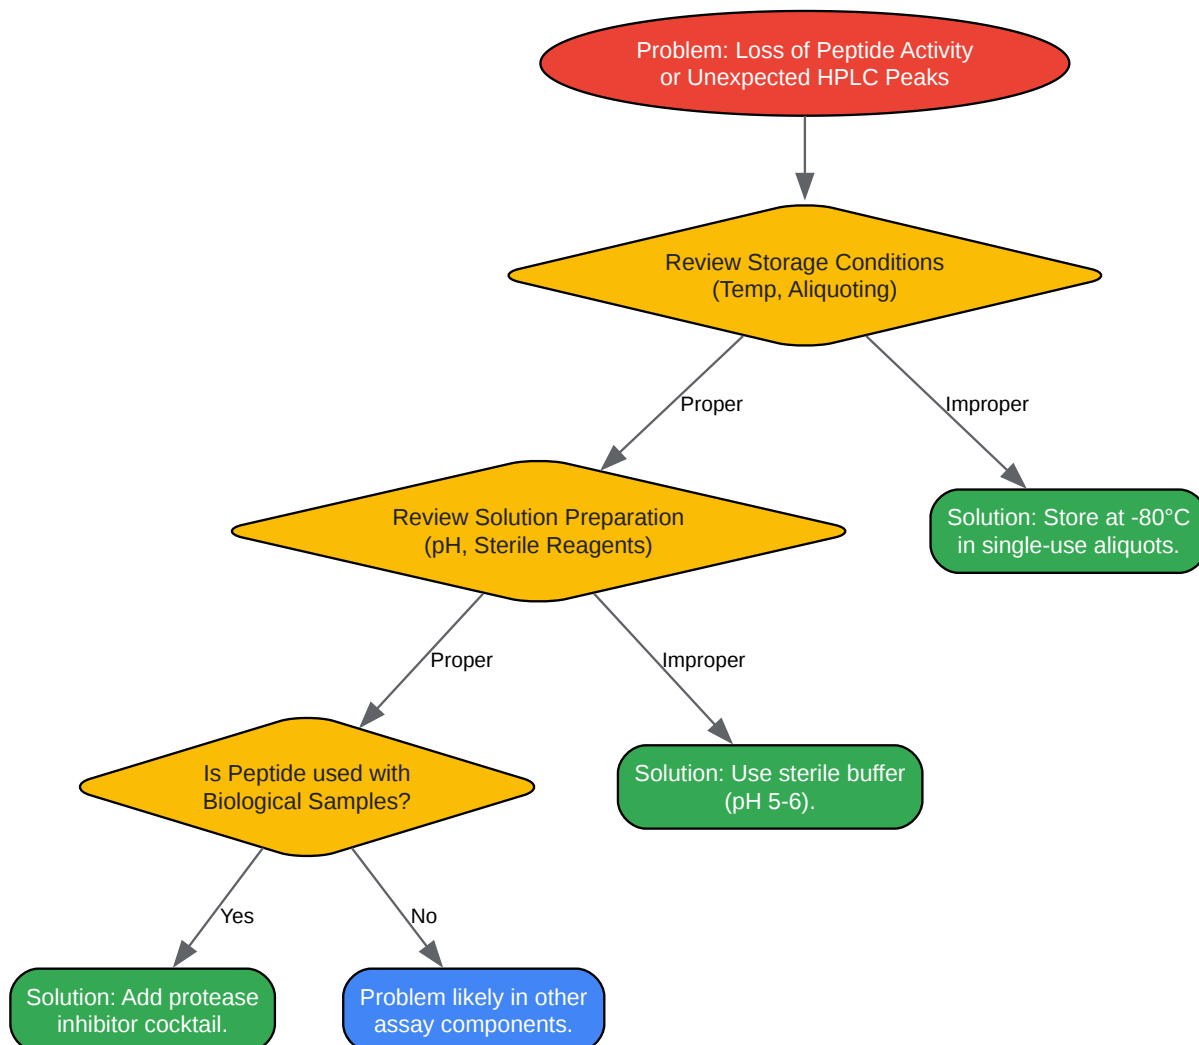 Problem: Loss of Peptide Activity
or Unexpected HPLC Peaks
Review Storage Conditions
(Temp, Aliquoting)
Proper
Improper
Review Solution Preparation
(pH, Sterile Reagents)
Solution: Store at -80°C
in single-use aliquots.
Proper
Improper
Is Peptide used with
Biological Samples?
Solution: Use sterile buffer
(pH 5-6).
Yes
No
Solution: Add protease
inhibitor cocktail.
Problem likely in other
assay components.